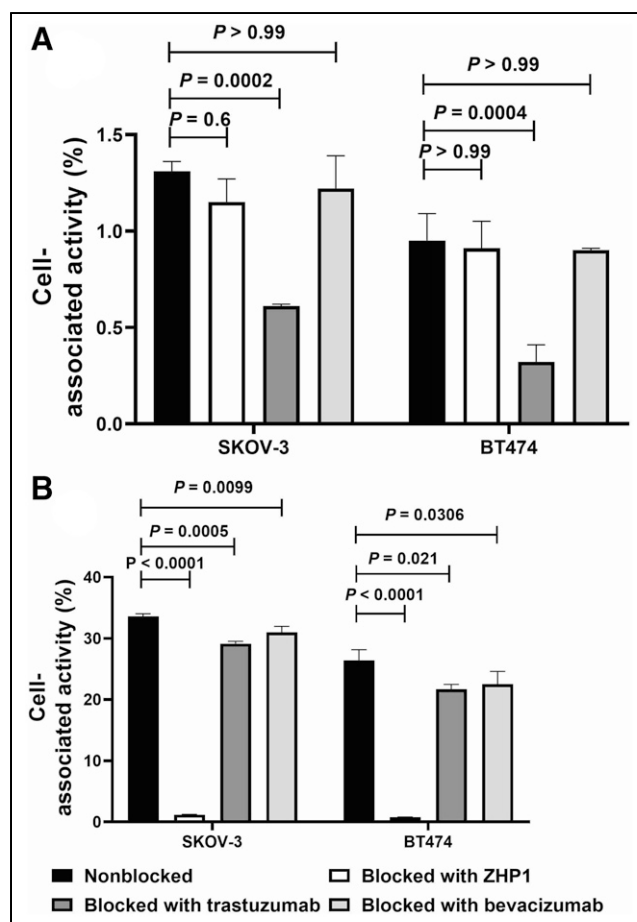 A
P > 0.99
P = 0.0002
P = 0.6
P > 0.99
P = 0.0004
P > 0.99
Cell-
associated activity (%)
1.5
1.0
0.5
0.0
SKOV-3 BT474
B
P = 0.0099
P = 0.0005
P < 0.0001
P = 0.0306
P = 0.021
P < 0.0001
Cell-
associated activity (%)
40
30
20
10
0
SKOV-3 BT474
Nonblocked Blocked with ZHP1
Blocked with trastuzumab Blocked with bevacizumab